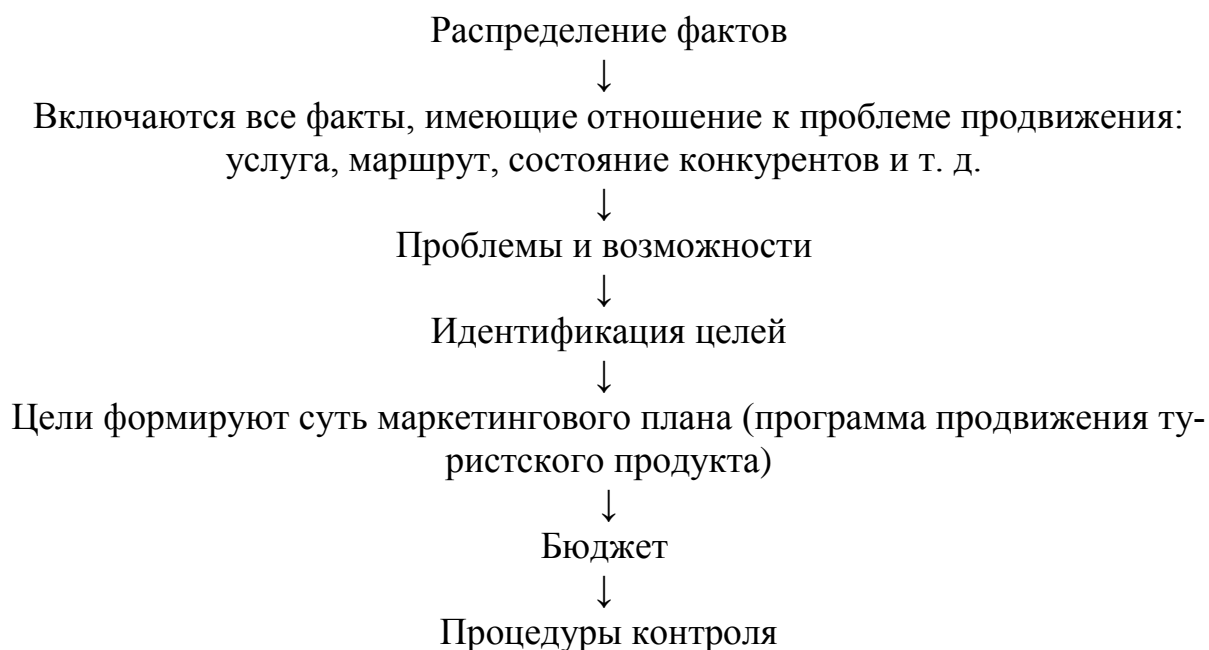 Распределение фактов
↓
Включаются все факты, имеющие отношение к проблеме продвижения:
услуга, маршрут, состояние конкурентов и т. д.
↓
Проблемы и возможности
↓
Идентификация целей
↓
Цели формируют суть маркетингового плана (программа продвижения ту-
ристского продукта)
↓
Бюджет
↓
Процедуры контроля